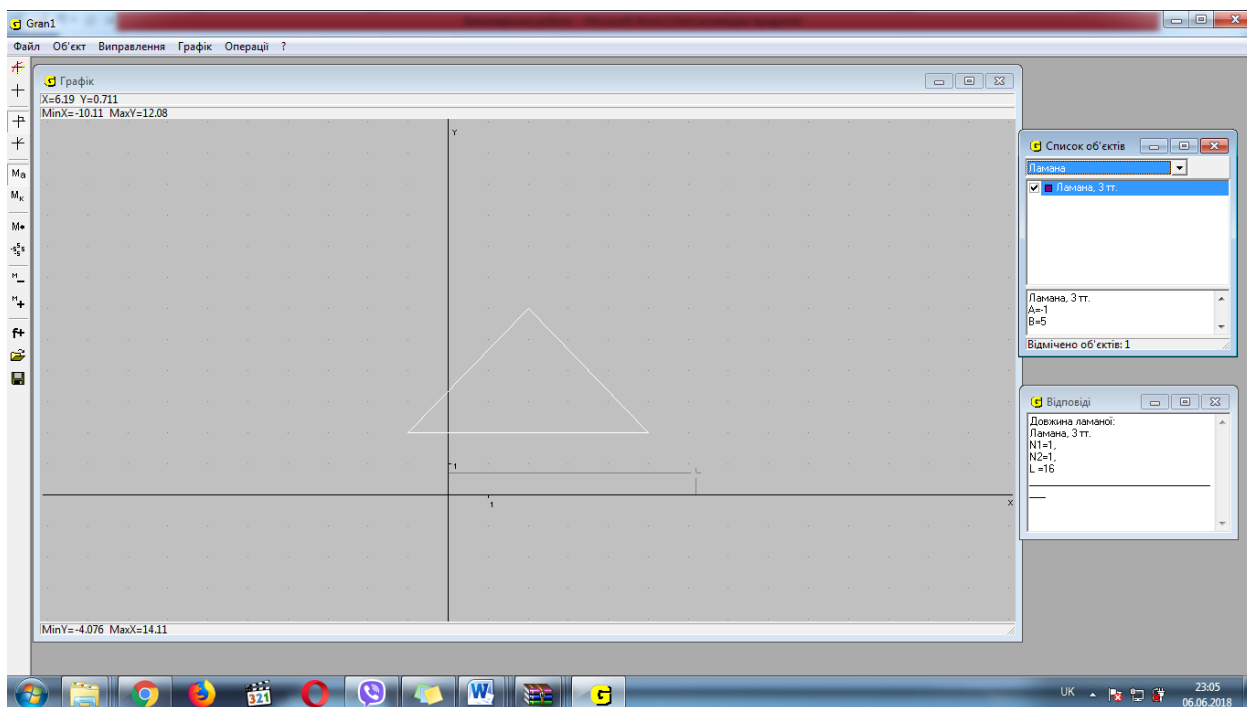 Gran1
Файл Об'єкт Виправлення Графік Операції ?
Графік
X=6.19 Y=0.711
MinX=-10.11 MaxY=12.08
Y
1
L
1
X
MinY=-4.076 MaxX=14.11
Ma
Mк
M
M
M
f+
Список об'єктів
Ламана
Ламана, 3 тт.
Ламана, 3 тт.
A=-1
B=5
Відмічено об'єктів: 1
Відповіді
Довжина ламаної:
Ламана, 3 тт.
N1=1,
N2=1,
L =16
321
W
UK
23:05
06.06.2018